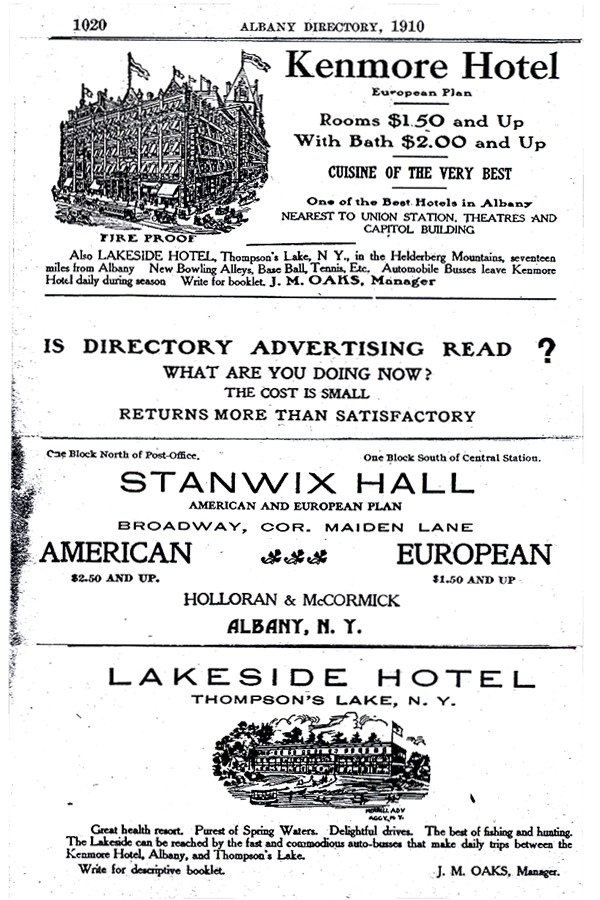 1020
ALBANY DIRECTORY, 1910
Kenmore Hotel
European Plan
Rooms $1.50 and Up
With Bath $2.00 and Up
CUISINE OF THE VERY BEST
One of the Best Hotels in Albany
NEAREST TO UNION STATION, THEATRES AND
CAPITOL BUILDING
FIRE PROOF
Also LAKESIDE HOTEL, Thompson's Lake, N Y., in the Helderberg Mountains, seventeen
miles from Albany New Bowling Alleys, Base Ball, Tennis, Etc. Automobile Busses leave Kenmore
Hotel daily during season Write for booklet. J. M. OAKS, Manager
IS DIRECTORY ADVERTISING READ ?
WHAT ARE YOU DOING NOW?
THE COST IS SMALL
RETURNS MORE THAN SATISFACTORY
One Block North of Post-Office. One Block South of Central Station.
STANWIX HALL
AMERICAN AND EUROPEAN PLAN
BROADWAY, COR. MAIDEN LANE
AMERICAN EUROPEAN
$2.50 AND UP. $1.50 AND UP
HOLLORAN & McCORMICK
ALBANY, N. Y.
LAKESIDE HOTEL
THOMPSON'S LAKE, N. Y.
ADV
AGCY, N. Y.
Great health resort. Purest of Spring Waters. Delightful drives. The best of fishing and hunting.
The Lakeside can be reached by the fast and commodious auto-busses that make daily trips between the
Kenmore Hotel, Albany, and Thompson's Lake.
Write for descriptive booklet. J. M. OAKS, Manager.